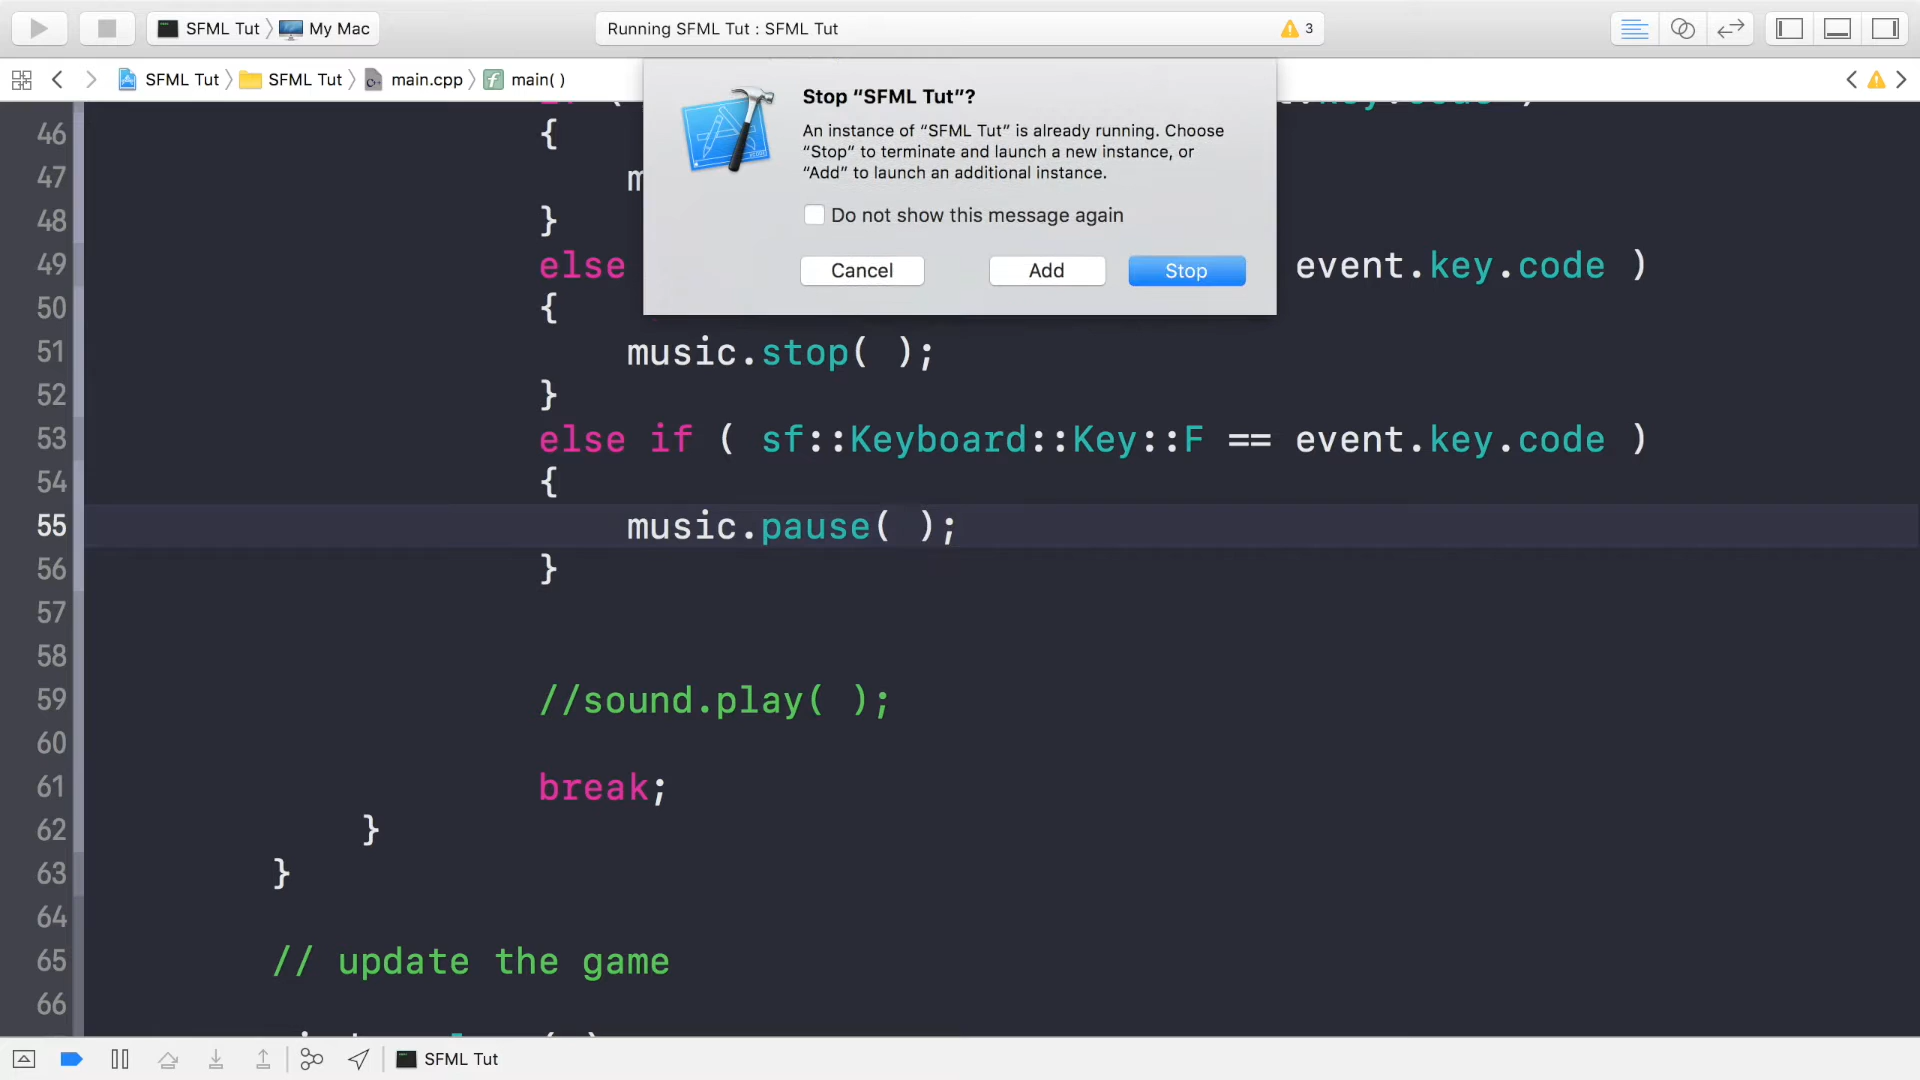 SFML Tut My Mac Running SFML Tut : SFML Tut 3
SFML Tut SFML Tut main.cpp main( )
Stop “SFML Tut”?
An instance of “SFML Tut” is already running. Choose
“Stop” to terminate and launch a new instance, or
“Add” to launch an additional instance.
Do not show this message again
Cancel Add Stop
46 {
47 m
48 }
49 else event.key.code )
50 {
51 music.stop( );
52 }
53 else if ( sf::Keyboard::Key::F == event.key.code )
54 {
55 music.pause( );
56 }
57
58
59 //sound.play( );
60
61 break;
62 }
63 }
64
65 // update the game
66
SFML Tut